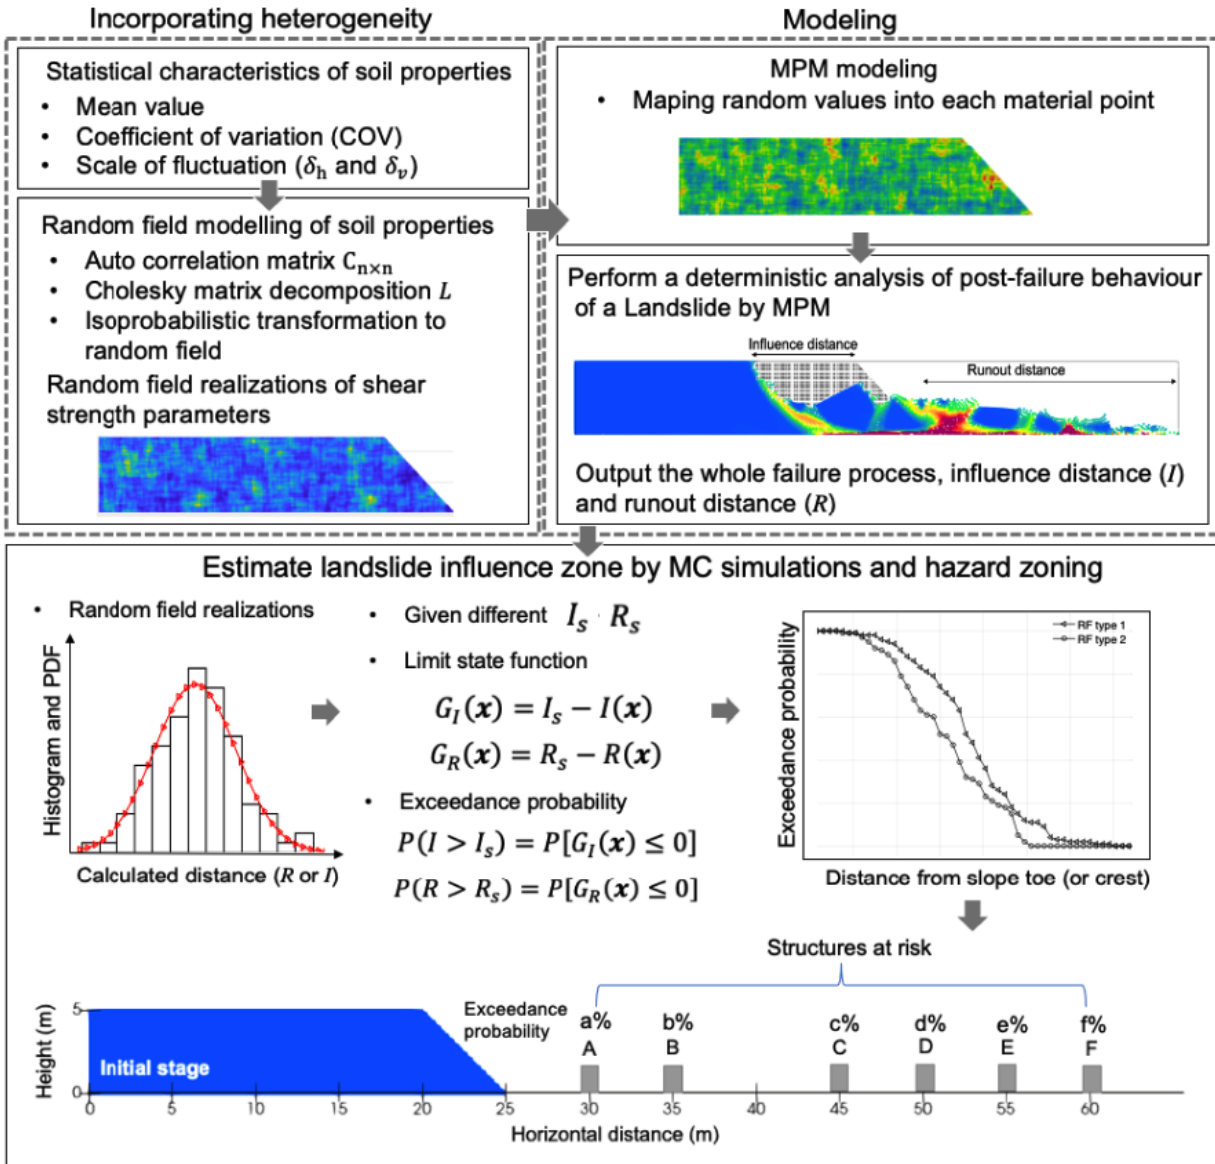 Incorporating heterogeneity
Statistical characteristics of soil properties
• Mean value
• Coefficient of variation (COV)
• Scale of fluctuation (δh and δv)
Random field modelling of soil properties
• Auto correlation matrix Cn×n
• Cholesky matrix decomposition L
• Isoprobabilistic transformation to
random field
Random field realizations of shear
strength parameters
Modeling
MPM modeling
• Maping random values into each material point
Perform a deterministic analysis of post-failure behaviour
of a Landslide by MPM
Influence distance
Runout distance
Output the whole failure process, influence distance (I)
and runout distance (R)
Estimate landslide influence zone by MC simulations and hazard zoning
• Random field realizations
Histogram and PDF
Calculated distance (R or I)
• Given different Is · Rs
• Limit state function
GI(x) = Is − I(x)
GR(x) = Rs − R(x)
• Exceedance probability
P(I > Is) = P[GI(x) ≤ 0]
P(R > Rs) = P[GR(x) ≤ 0]
Exceedance probability
RF type 1
RF type 2
Distance from slope toe (or crest)
Structures at risk
Exceedance
probability
a% b% c% d% e% f%
A B C D E F
Height (m)
5
0
Initial stage
0 5 10 15 20 25 30 35 40 45 50 55 60
Horizontal distance (m)